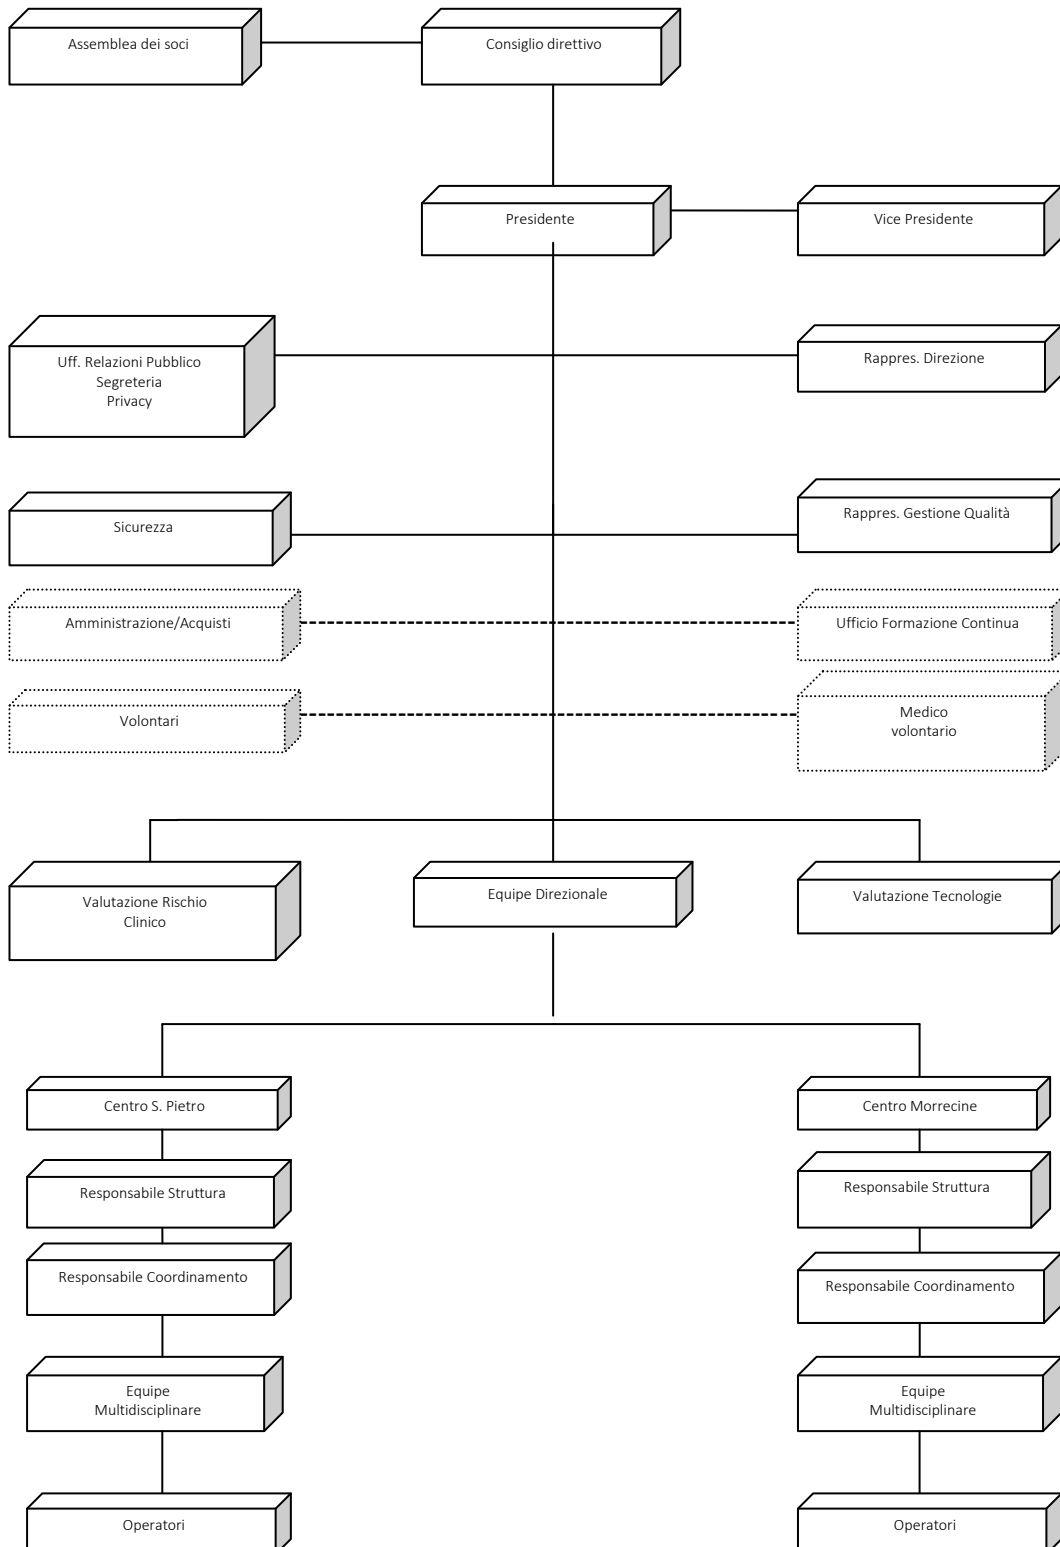 Assemblea dei soci
Consiglio direttivo
Presidente
Vice Presidente
Uff. Relazioni Pubblico
Segreteria
Privacy
Rappres. Direzione
Sicurezza
Rappres. Gestione Qualità
Amministrazione/Acquisti
Ufficio Formazione Continua
Volontari
Medico
volontario
Valutazione Rischio
Clinico
Equipe Direzionale
Valutazione Tecnologie
Centro S. Pietro
Centro Morrecine
Responsabile Struttura
Responsabile Struttura
Responsabile Coordinamento
Responsabile Coordinamento
Equipe
Multidisciplinare
Equipe
Multidisciplinare
Operatori
Operatori